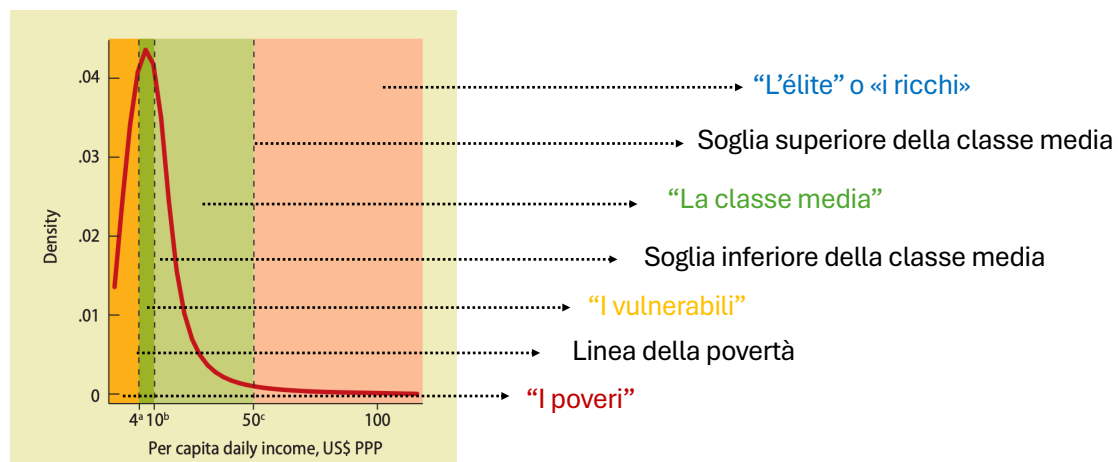 .04
.03
.02
.01
0
Density
4ᵃ 10ᵇ 50ᶜ 100
Per capita daily income, US$ PPP
“L’élite” o «i ricchi»
Soglia superiore della classe media
“La classe media”
Soglia inferiore della classe media
“I vulnerabili”
Linea della povertà
“I poveri”